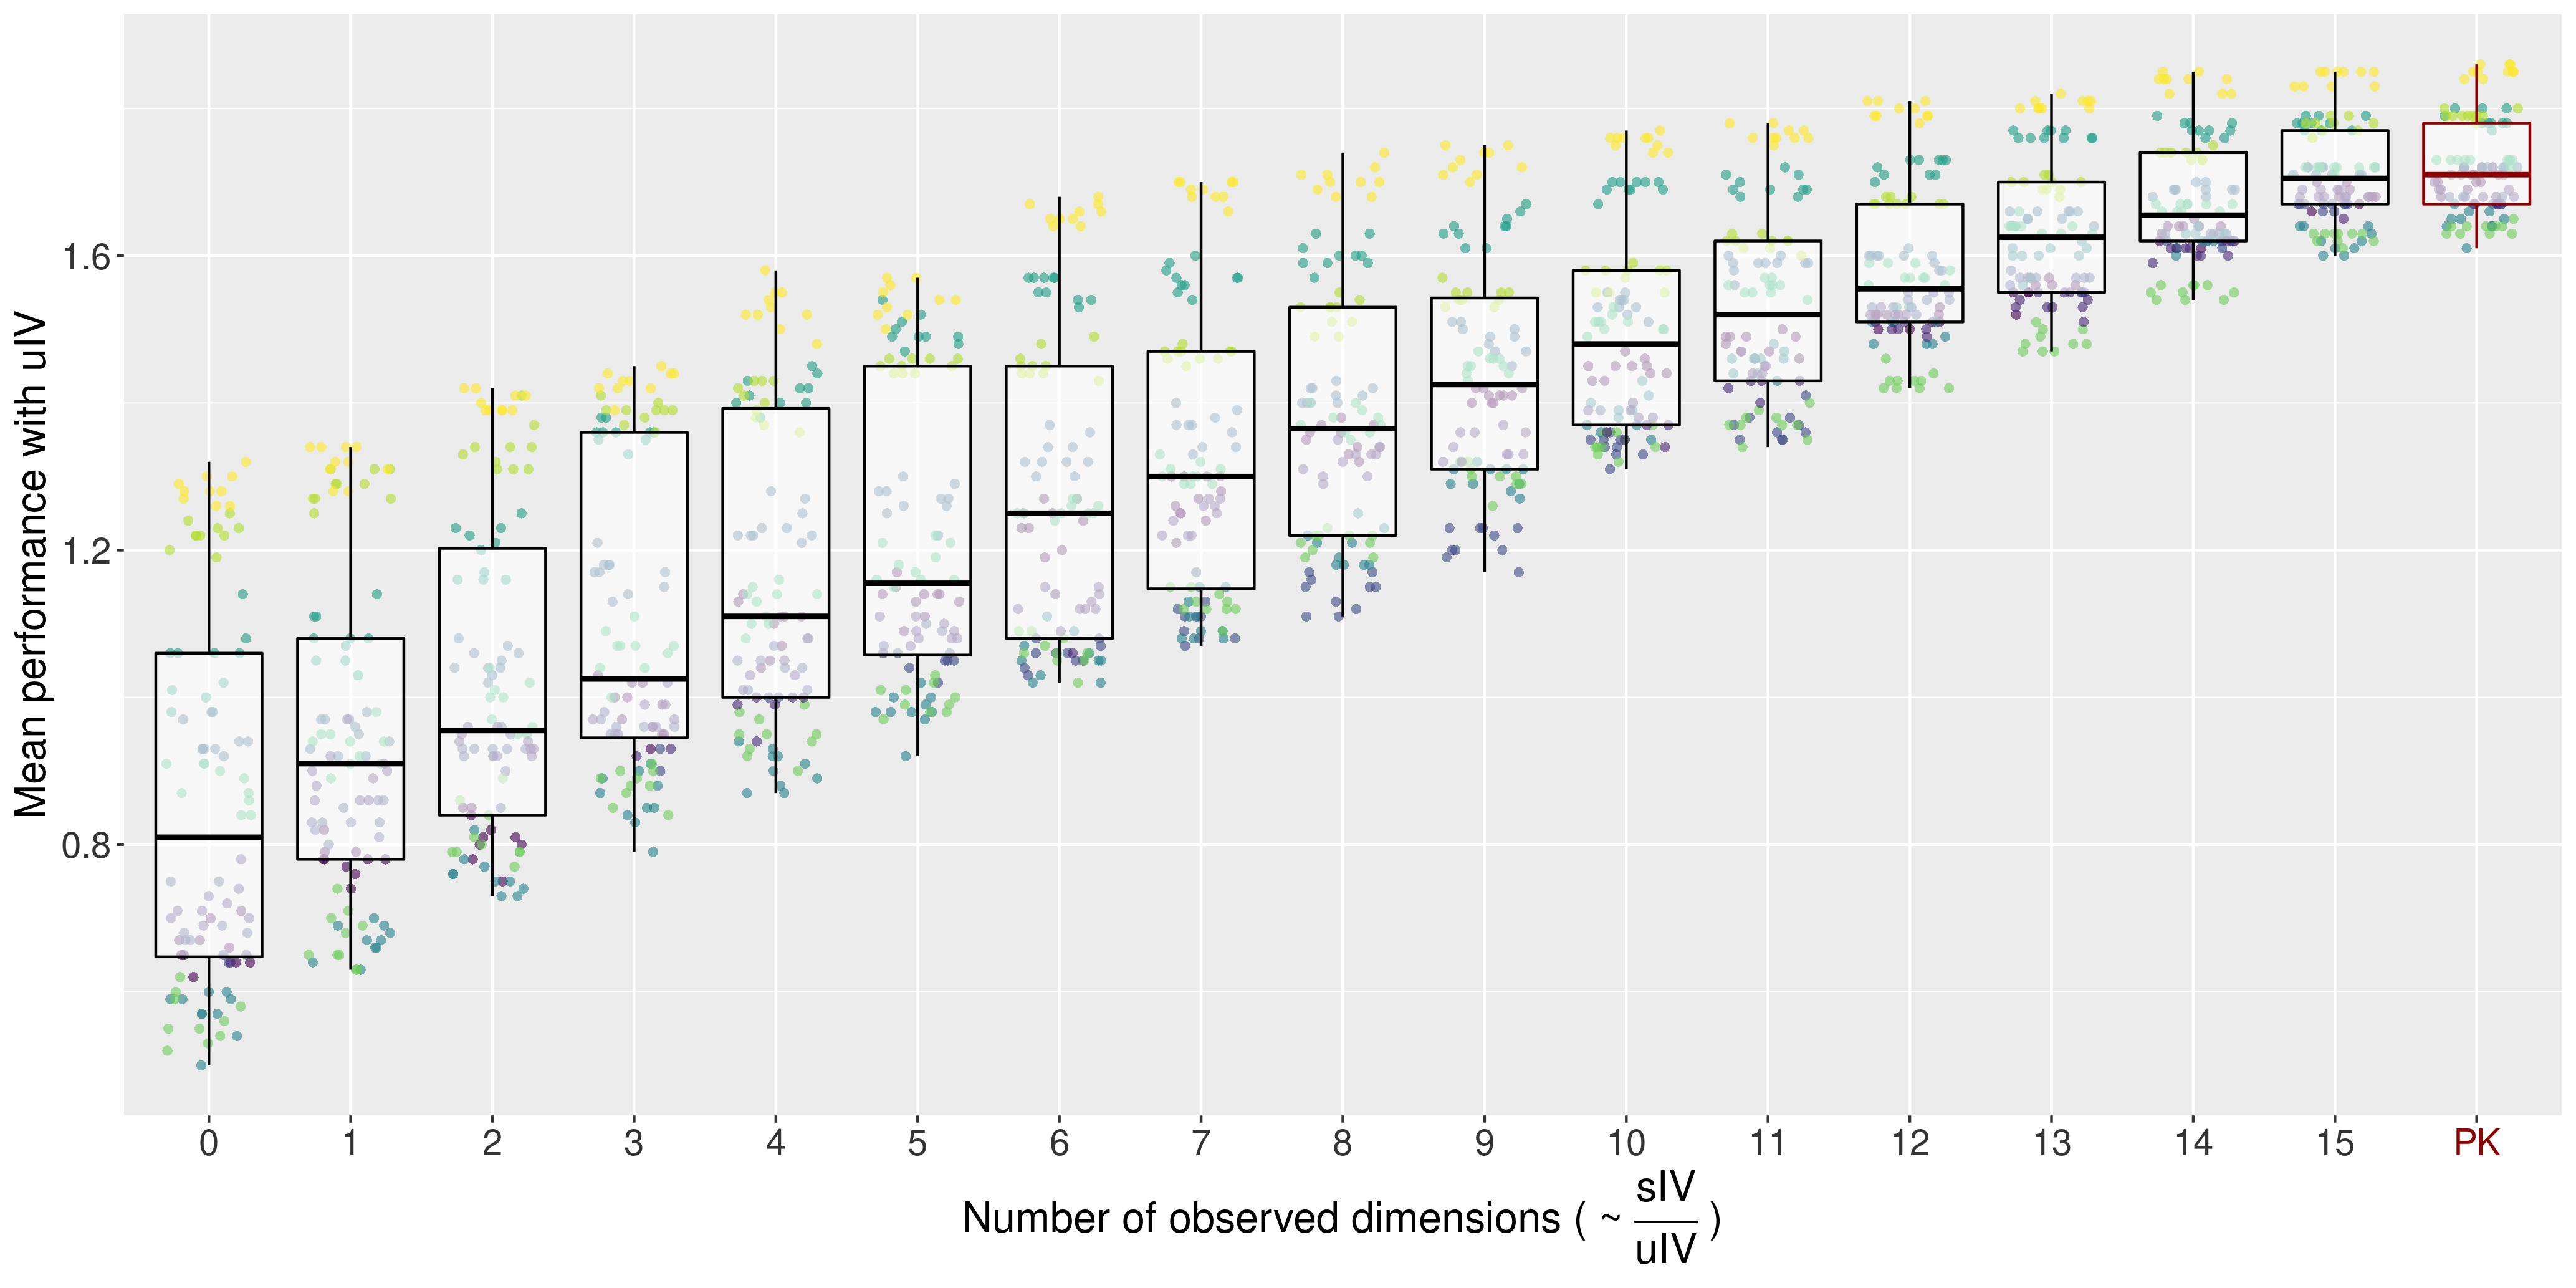 Mean performance with uIV
1.6
1.2
0.8
0 1 2 3 4 5 6 7 8 9 10 11 12 13 14 15 PK
Number of observed dimensions ( ~ sIV / uIV )